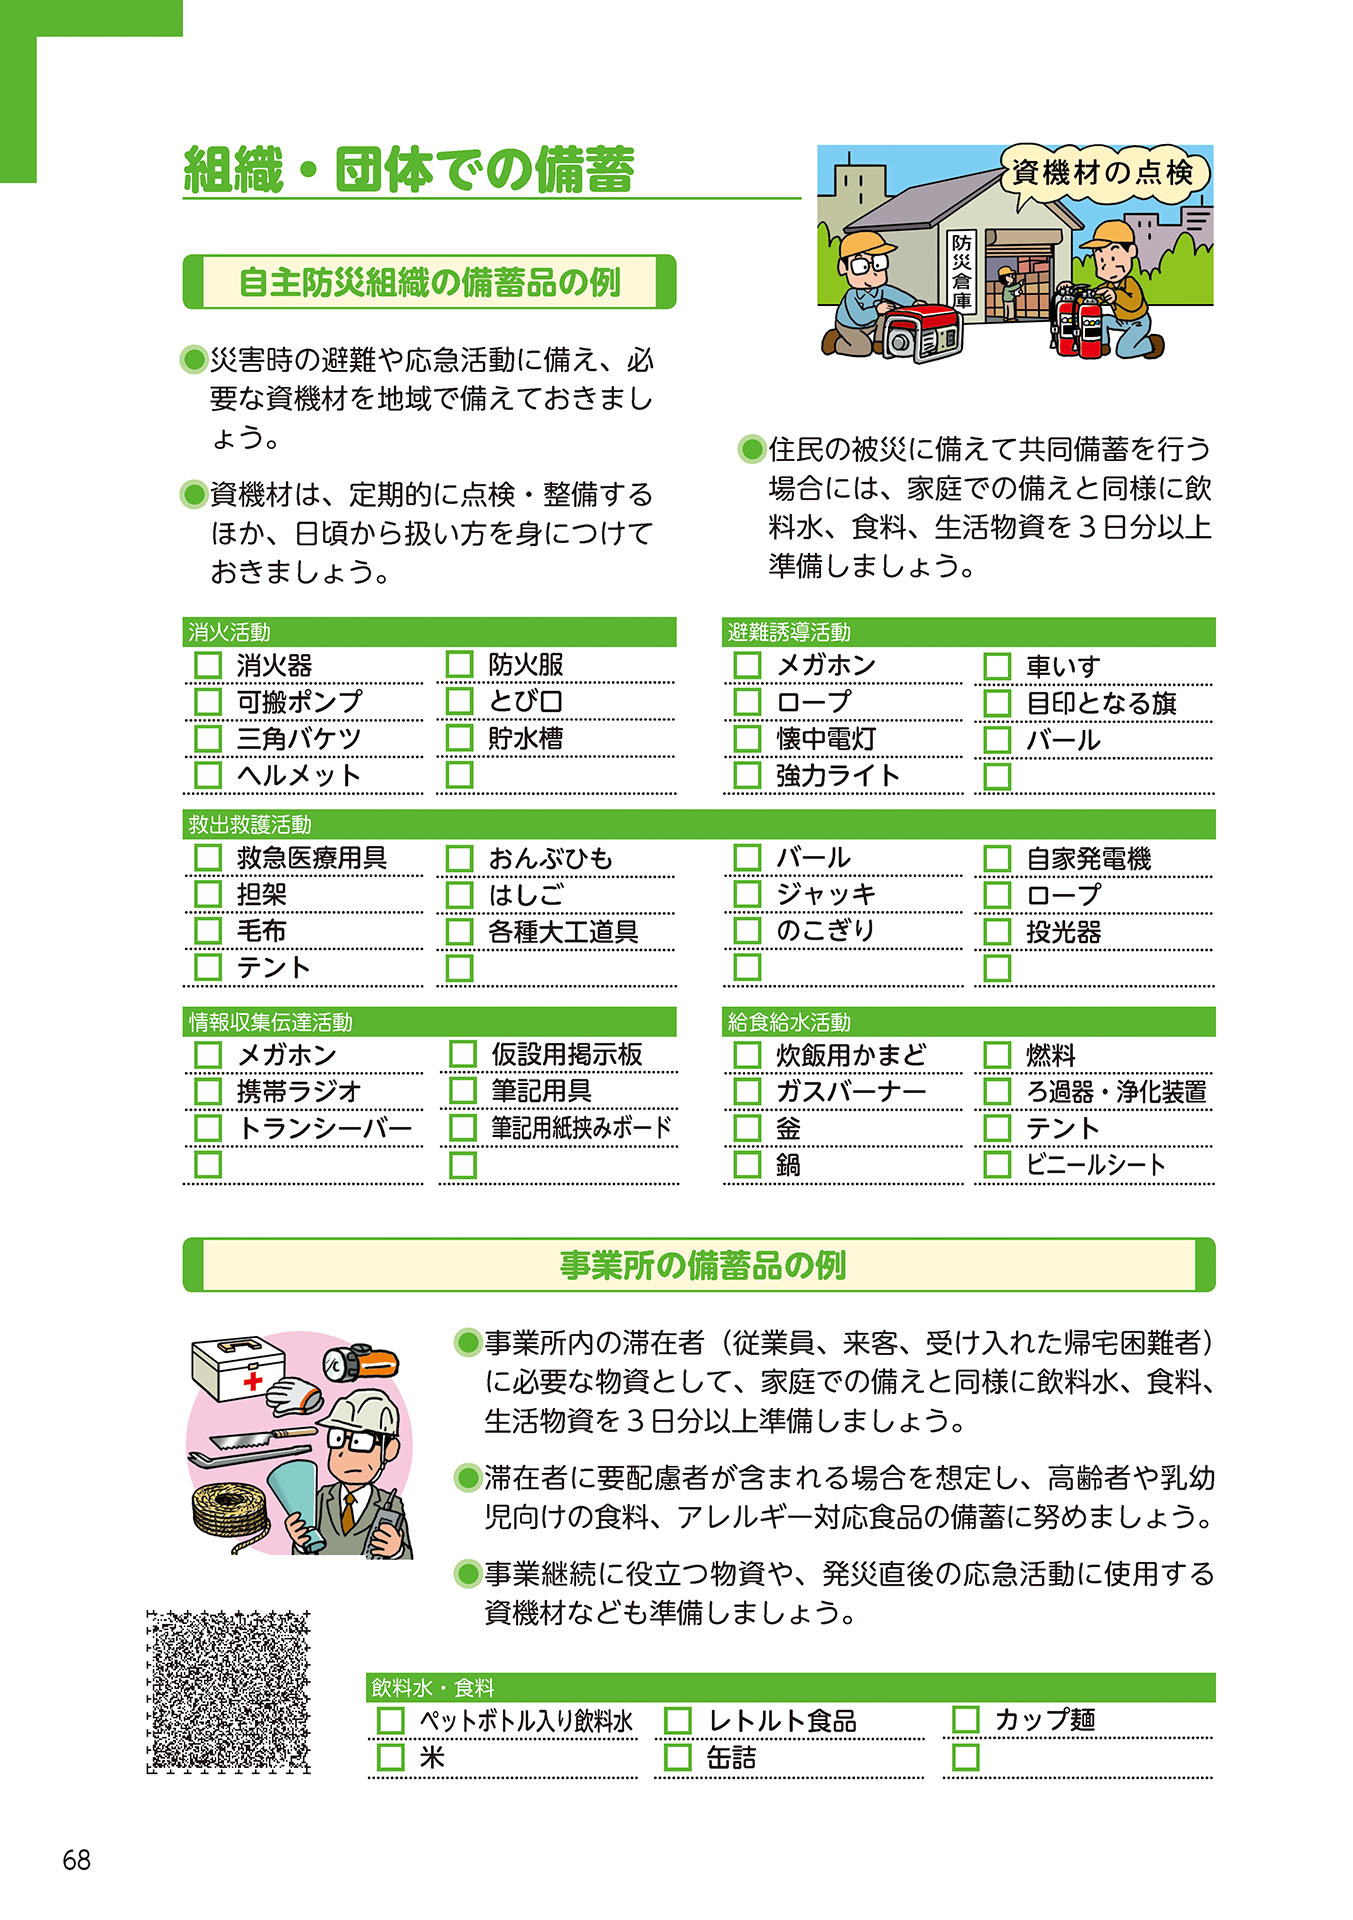 組織・団体での備蓄
資機材の点検
防災倉庫
自主防災組織の備蓄品の例
●災害時の避難や応急活動に備え、必
要な資機材を地域で備えておきまし
ょう。
●資機材は、定期的に点検・整備する
ほか、日頃から扱い方を身につけて
おきましょう。
●住民の被災に備えて共同備蓄を行う
場合には、家庭での備えと同様に飲
料水、食料、生活物資を３日分以上
準備しましょう。
消火活動
□ 消火器 □ 防火服
□ 可搬ポンプ □ とび口
□ 三角バケツ □ 貯水槽
□ ヘルメット □
避難誘導活動
□ メガホン □ 車いす
□ ロープ □ 目印となる旗
□ 懐中電灯 □ バール
□ 強力ライト □
救出救護活動
□ 救急医療用具 □ おんぶひも □ バール □ 自家発電機
□ 担架 □ はしご □ ジャッキ □ ロープ
□ 毛布 □ 各種大工道具 □ のこぎり □ 投光器
□ テント □ □ □
情報収集伝達活動
□ メガホン □ 仮設用掲示板
□ 携帯ラジオ □ 筆記用具
□ トランシーバー □ 筆記用紙挟みボード
□ □
給食給水活動
□ 炊飯用かまど □ 燃料
□ ガスバーナー □ ろ過器・浄化装置
□ 釜 □ テント
□ 鍋 □ ビニールシート
事業所の備蓄品の例
●事業所内の滞在者（従業員、来客、受け入れた帰宅困難者）
に必要な物資として、家庭での備えと同様に飲料水、食料、
生活物資を３日分以上準備しましょう。
●滞在者に要配慮者が含まれる場合を想定し、高齢者や乳幼
児向けの食料、アレルギー対応食品の備蓄に努めましょう。
●事業継続に役立つ物資や、発災直後の応急活動に使用する
資機材なども準備しましょう。
飲料水・食料
□ ペットボトル入り飲料水 □ レトルト食品 □ カップ麺
□ 米 □ 缶詰 □
68